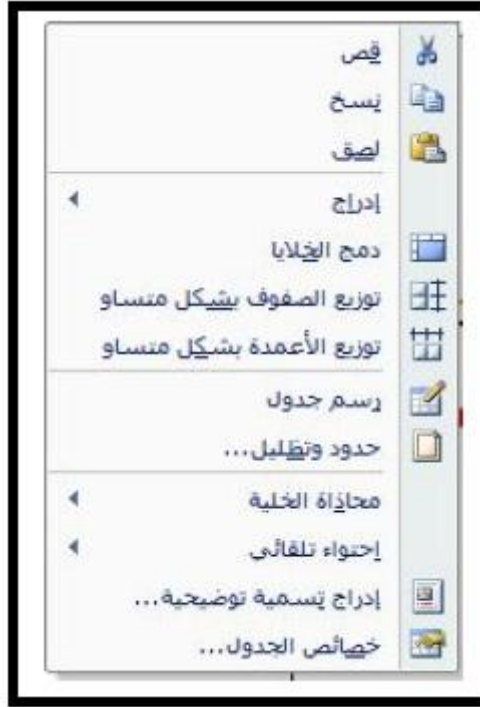 قص
نسخ
لصق
إدراج
دمج الخلايا
توزيع الصفوف بشكل متساو
توزيع الأعمدة بشكل متساو
رسم جدول
حدود وتظليل...
محاذاة الخلية
إحتواء تلقائي
إدراج تسمية توضيحية...
خصائص الجدول...